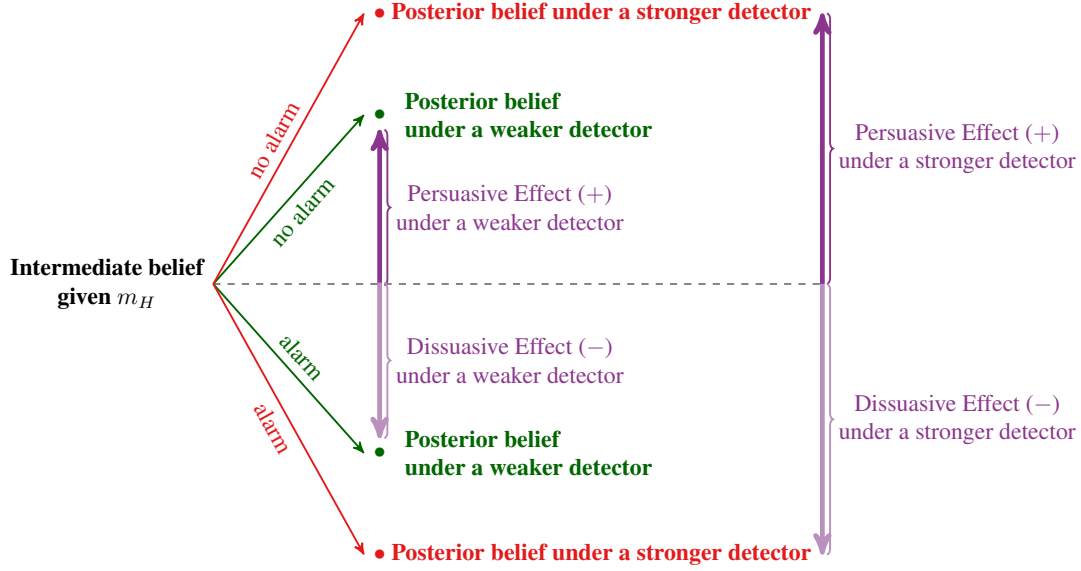 Posterior belief under a stronger detector
no alarm
Posterior belief
under a weaker detector
no alarm
Persuasive Effect (+)
under a weaker detector
Persuasive Effect (+)
under a stronger detector
Intermediate belief
given m_H
alarm
Dissuasive Effect (−)
under a weaker detector
alarm
Dissuasive Effect (−)
under a stronger detector
Posterior belief
under a weaker detector
Posterior belief under a stronger detector